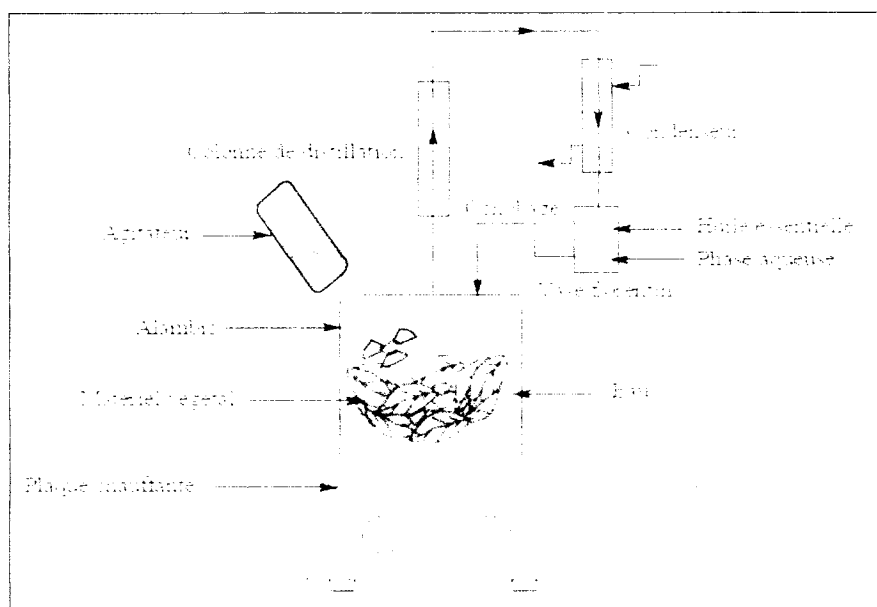 Colonne de distillation
Condenseur
Agitateur
Huile essentielle
Phase aqueuse
Alambic
Matériel végétal
Eau
Plaque chauffante